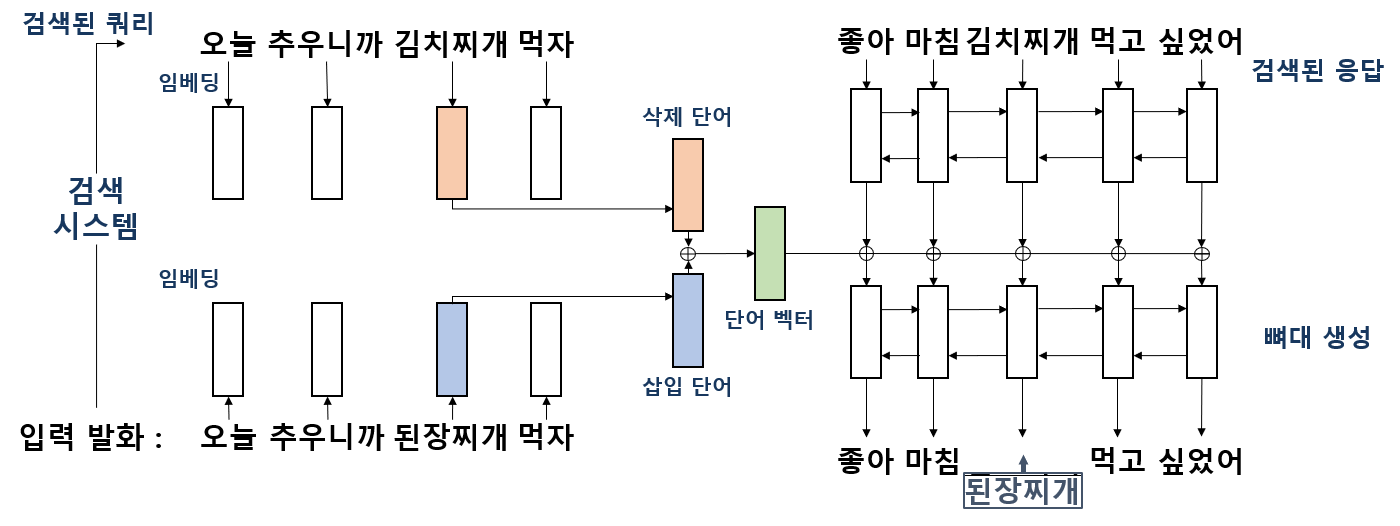 검색된 쿼리
오늘 추우니까 김치찌개 먹자
임베딩
검색
시스템
임베딩
입력 발화 : 오늘 추우니까 된장찌개 먹자
삭제 단어
삽입 단어
단어 벡터
좋아 마침 김치찌개 먹고 싶었어
검색된 응답
뼈대 생성
좋아 마침 먹고 싶었어
된장찌개